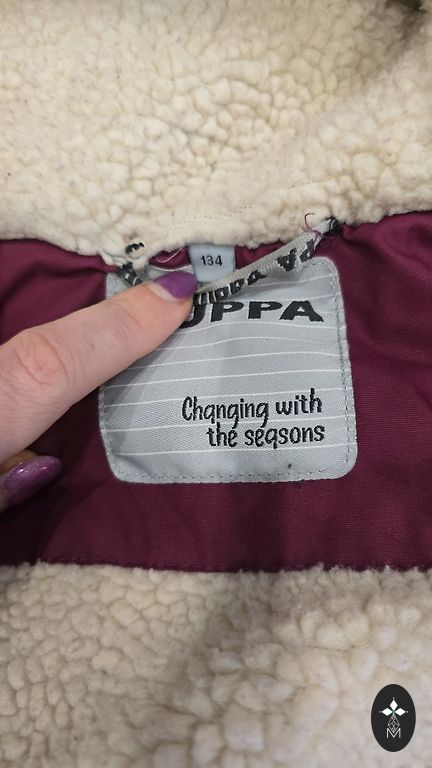 134
UPPA
Changing with
the seasons
M